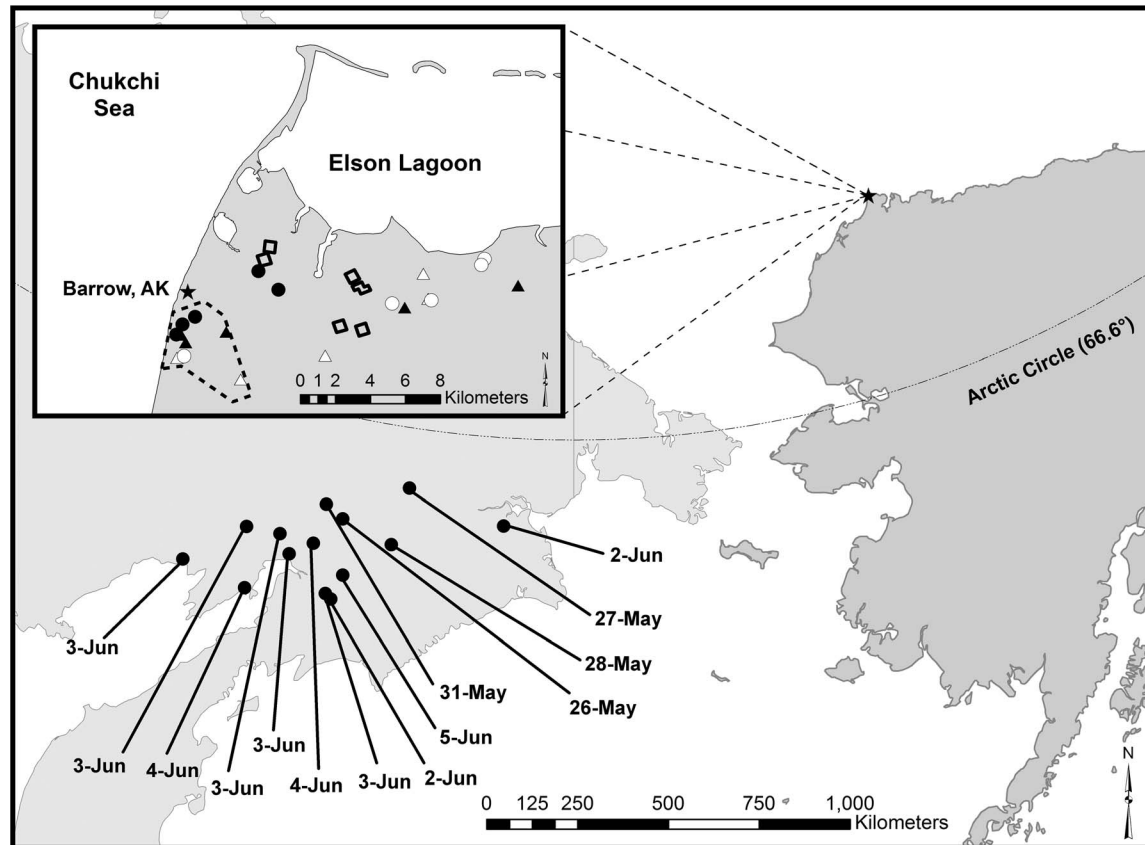 Chukchi
Sea
Elson Lagoon
Barrow, AK
N
0 1 2 4 6 8
Kilometers
Arctic Circle (66.6°)
2-Jun
27-May
28-May
26-May
31-May
5-Jun
2-Jun
3-Jun
4-Jun
3-Jun
3-Jun
4-Jun
3-Jun
3-Jun
N
0 125 250 500 750 1,000
Kilometers